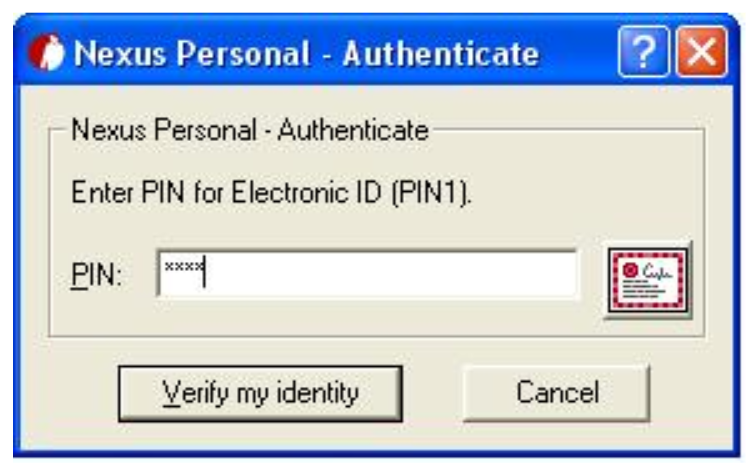 Nexus Personal - Authenticate
Nexus Personal - Authenticate
Enter PIN for Electronic ID (PIN1).
PIN: ****
Verify my identity Cancel